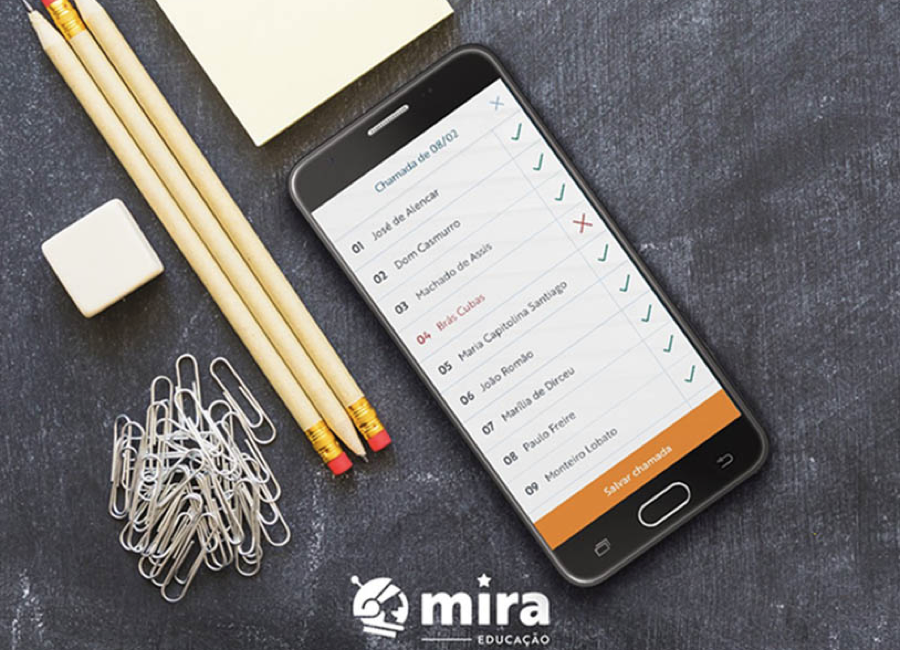 Chamada de 08/02
01 José de Alencar
02 Dom Casmurro
03 Machado de Assis
04 Brás Cubas
05 Maria Capitolina Santiago
06 João Romão
07 Marília de Dirceu
08 Paulo Freire
09 Monteiro Lobato
Salvar chamada
mira
EDUCAÇÃO